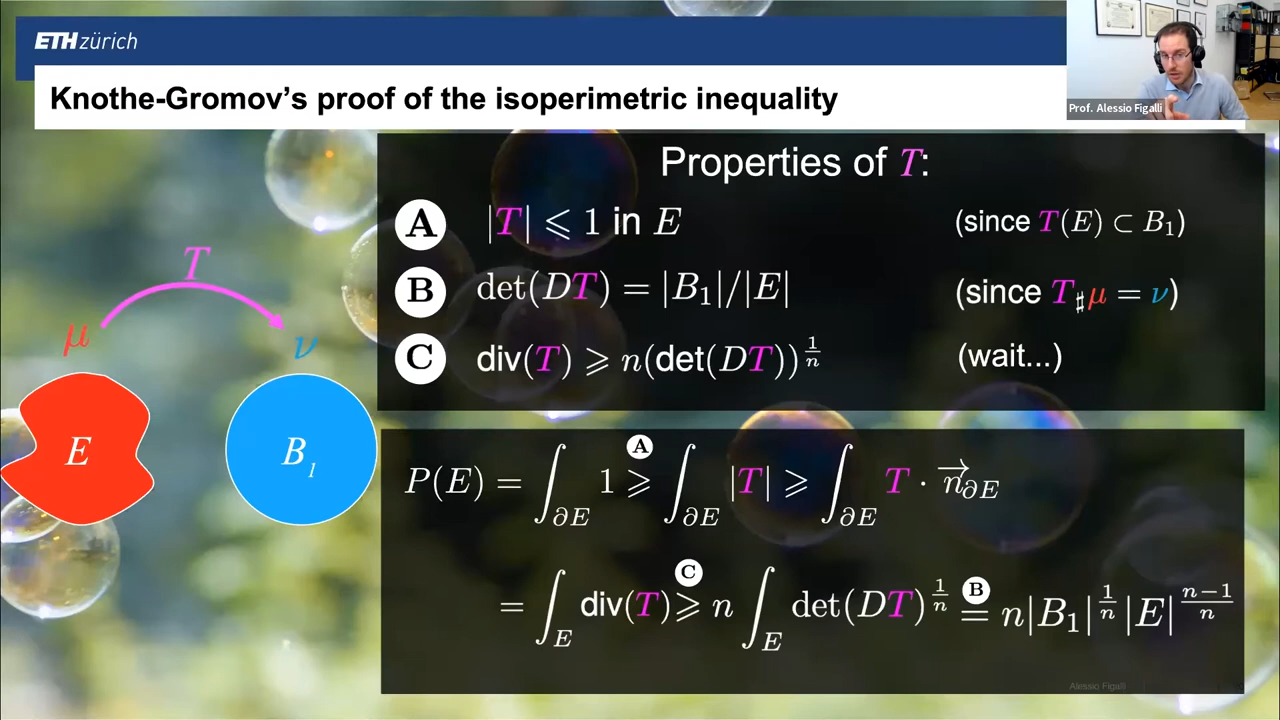 ETH zürich
Prof. Alessio Figalli
Knothe-Gromov's proof of the isoperimetric inequality
Properties of T:
A |T| ⩽ 1 in E (since T(E) ⊂ B₁)
B det(DT) = |B₁|/|E| (since T♯μ = ν)
C div(T) ⩾ n(det(DT))^{1/n} (wait...)
T
μ ν
E B₁
P(E) = ∫_{∂E} 1 ⩾^{A} ∫_{∂E} |T| ⩾ ∫_{∂E} T · \vec{n}_{∂E}
= ∫_E div(T) ⩾^{C} n ∫_E det(DT)^{1/n} =^{B} n|B₁|^{1/n}|E|^{(n−1)/n}
Alessio Figalli